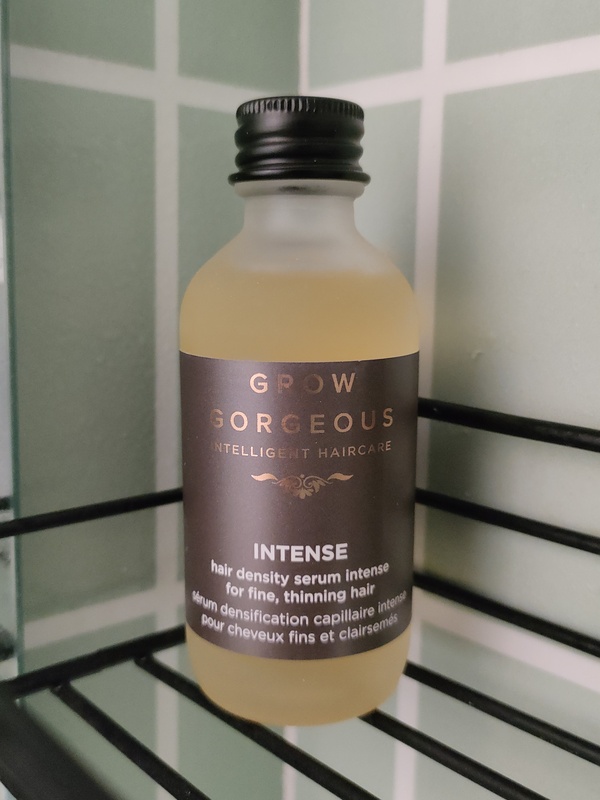 GROW
GORGEOUS
INTELLIGENT HAIRCARE
INTENSE
hair density serum intense
for fine, thinning hair
sérum densification capillaire intense
pour cheveux fins et clairsemés